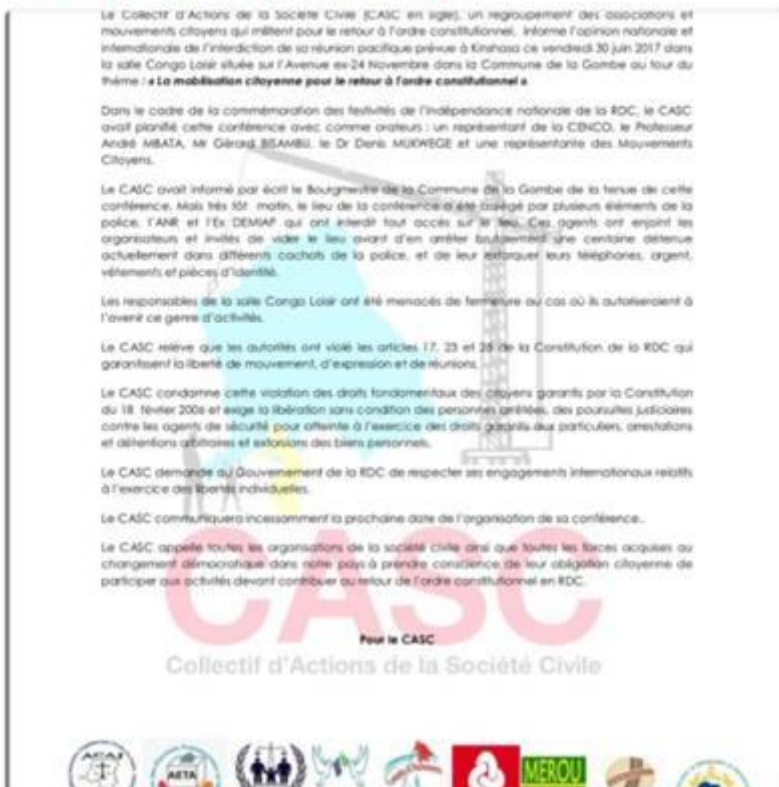 Le Collectif d'Actions de la Société Civile (CASC en sigle), un regroupement des associations et
mouvements citoyens qui militent pour le retour à l'ordre constitutionnel, informe l'opinion nationale et
internationale de l'interdiction de sa réunion pacifique prévue à Kinshasa ce vendredi 30 juin 2017 dans
la salle Congo Loisir située sur l'Avenue ex-24 Novembre dans la Commune de la Gombe au tour du
thème : « La mobilisation citoyenne pour le retour à l'ordre constitutionnel ».
Dans le cadre de la commémoration des festivités de l'Indépendance nationale de la RDC, le CASC
avait planifié cette conférence avec comme orateurs : un représentant de la CENCO, le Professeur
André MBATA, Mr Gérard BISAMBU, le Dr Denis MUKWEGE et une représentante des Mouvements
Citoyens.
Le CASC avait informé par écrit le Bourgmestre de la Commune de la Gombe de la tenue de cette
conférence. Mais très tôt matin, le lieu de la conférence a été assiégé par plusieurs éléments de la
police, l'ANR et l'Ex DEMIAP qui ont interdit tout accès sur le lieu. Ces agents ont enjoint les
organisateurs et invités de vider le lieu avant d'en arrêter brutalement une centaine détenue
actuellement dans différents cachots de la police, et de leur extorquer leurs téléphones, argent,
vêtements et pièces d'identité.
Les responsables de la salle Congo Loisir ont été menacés de fermeture au cas où ils autoriseraient à
l'avenir ce genre d'activités.
Le CASC relève que les autorités ont violé les articles 17, 23 et 25 de la Constitution de la RDC qui
garantissent la liberté de mouvement, d'expression et de réunions.
Le CASC condamne cette violation des droits fondamentaux des citoyens garantis par la Constitution
du 18 février 2006 et exige la libération sans condition des personnes arrêtées, des poursuites judiciaires
contre les agents de sécurité pour atteinte à l'exercice des droits garantis aux particuliers, arrestations
et détentions arbitraires et extorsions des biens personnels.
Le CASC demande au Gouvernement de la RDC de respecter ses engagements internationaux relatifs
à l'exercice des libertés individuelles.
Le CASC communiquera incessamment la prochaine date de l'organisation de sa conférence..
Le CASC appelle toutes les organisations de la société civile ainsi que toutes les forces acquises au
changement démocratique dans notre pays à prendre conscience de leur obligation citoyenne de
participer aux activités devant contribuer au retour de l'ordre constitutionnel en RDC.
CASC
Pour le CASC
Collectif d'Actions de la Société Civile
ACAJ
AETA
MEROU